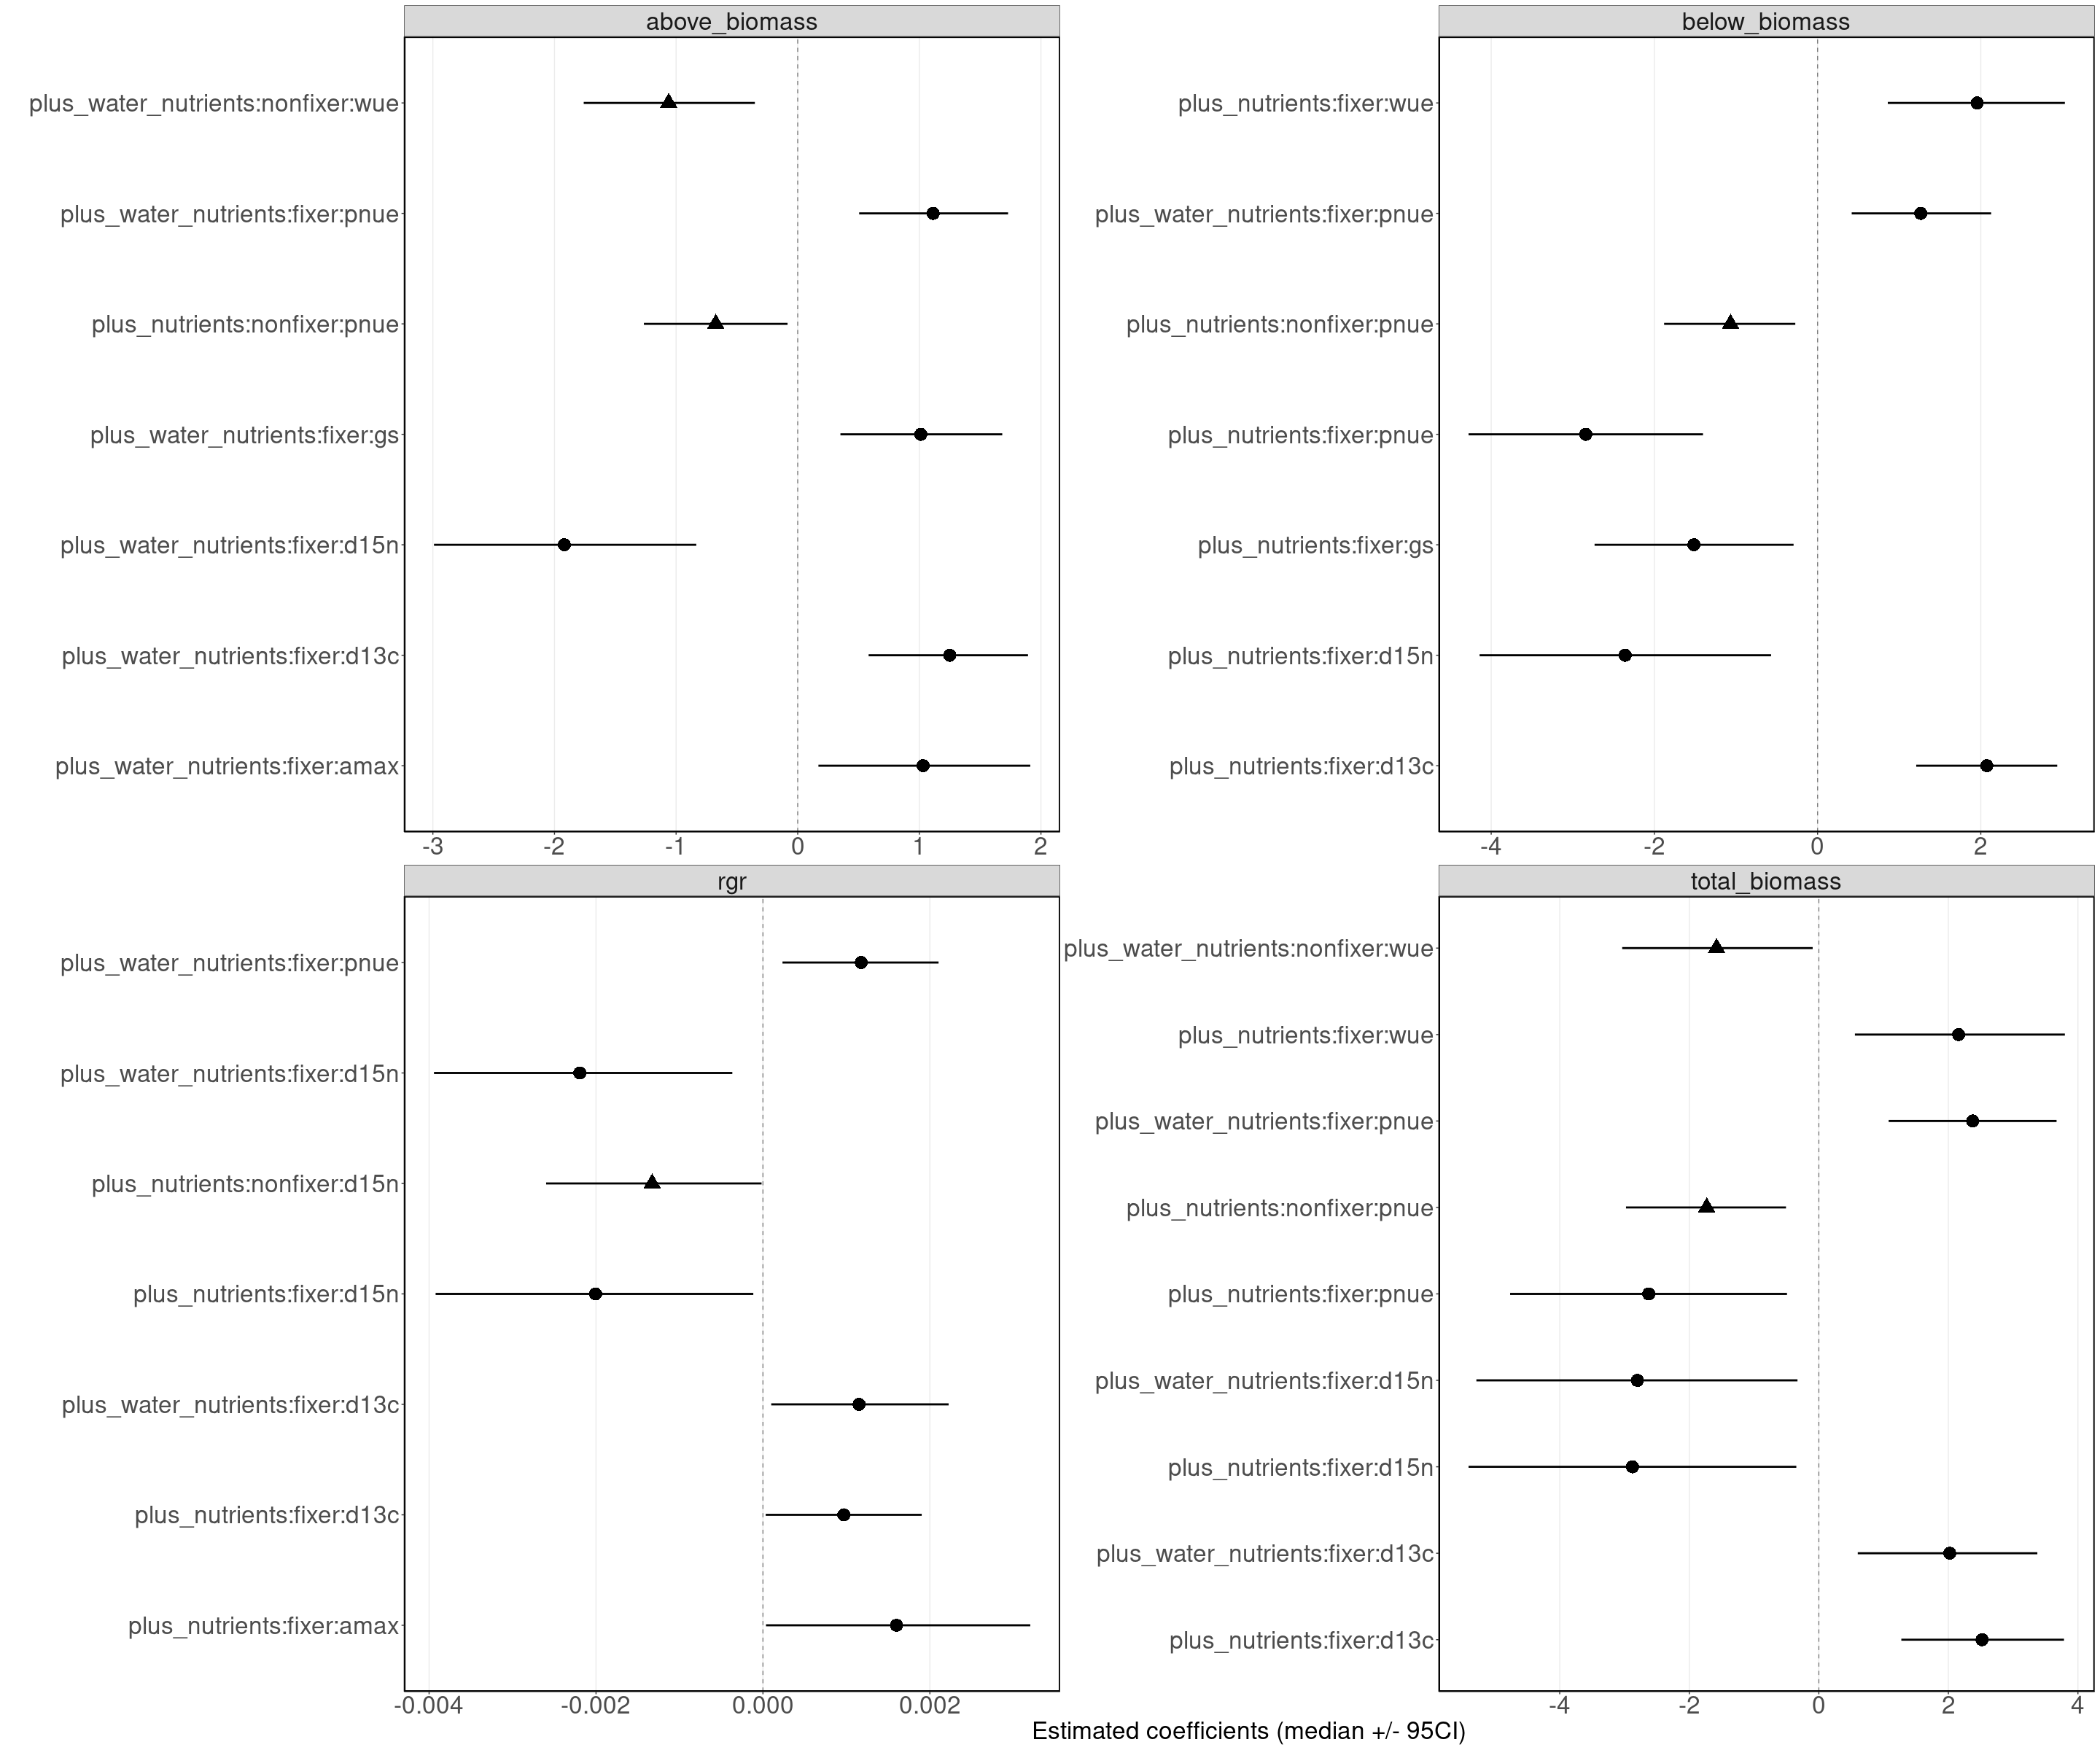 above_biomass
plus_water_nutrients:nonfixer:wue
plus_water_nutrients:fixer:pnue
plus_nutrients:nonfixer:pnue
plus_water_nutrients:fixer:gs
plus_water_nutrients:fixer:d15n
plus_water_nutrients:fixer:d13c
plus_water_nutrients:fixer:amax
-3 -2 -1 0 1 2
below_biomass
plus_nutrients:fixer:wue
plus_water_nutrients:fixer:pnue
plus_nutrients:nonfixer:pnue
plus_nutrients:fixer:pnue
plus_nutrients:fixer:gs
plus_nutrients:fixer:d15n
plus_nutrients:fixer:d13c
-4 -2 0 2
rgr
plus_water_nutrients:fixer:pnue
plus_water_nutrients:fixer:d15n
plus_nutrients:nonfixer:d15n
plus_nutrients:fixer:d15n
plus_water_nutrients:fixer:d13c
plus_nutrients:fixer:d13c
plus_nutrients:fixer:amax
-0.004 -0.002 0.000 0.002
total_biomass
plus_water_nutrients:nonfixer:wue
plus_nutrients:fixer:wue
plus_water_nutrients:fixer:pnue
plus_nutrients:nonfixer:pnue
plus_nutrients:fixer:pnue
plus_water_nutrients:fixer:d15n
plus_nutrients:fixer:d15n
plus_water_nutrients:fixer:d13c
plus_nutrients:fixer:d13c
-4 -2 0 2 4
Estimated coefficients (median +/- 95CI)